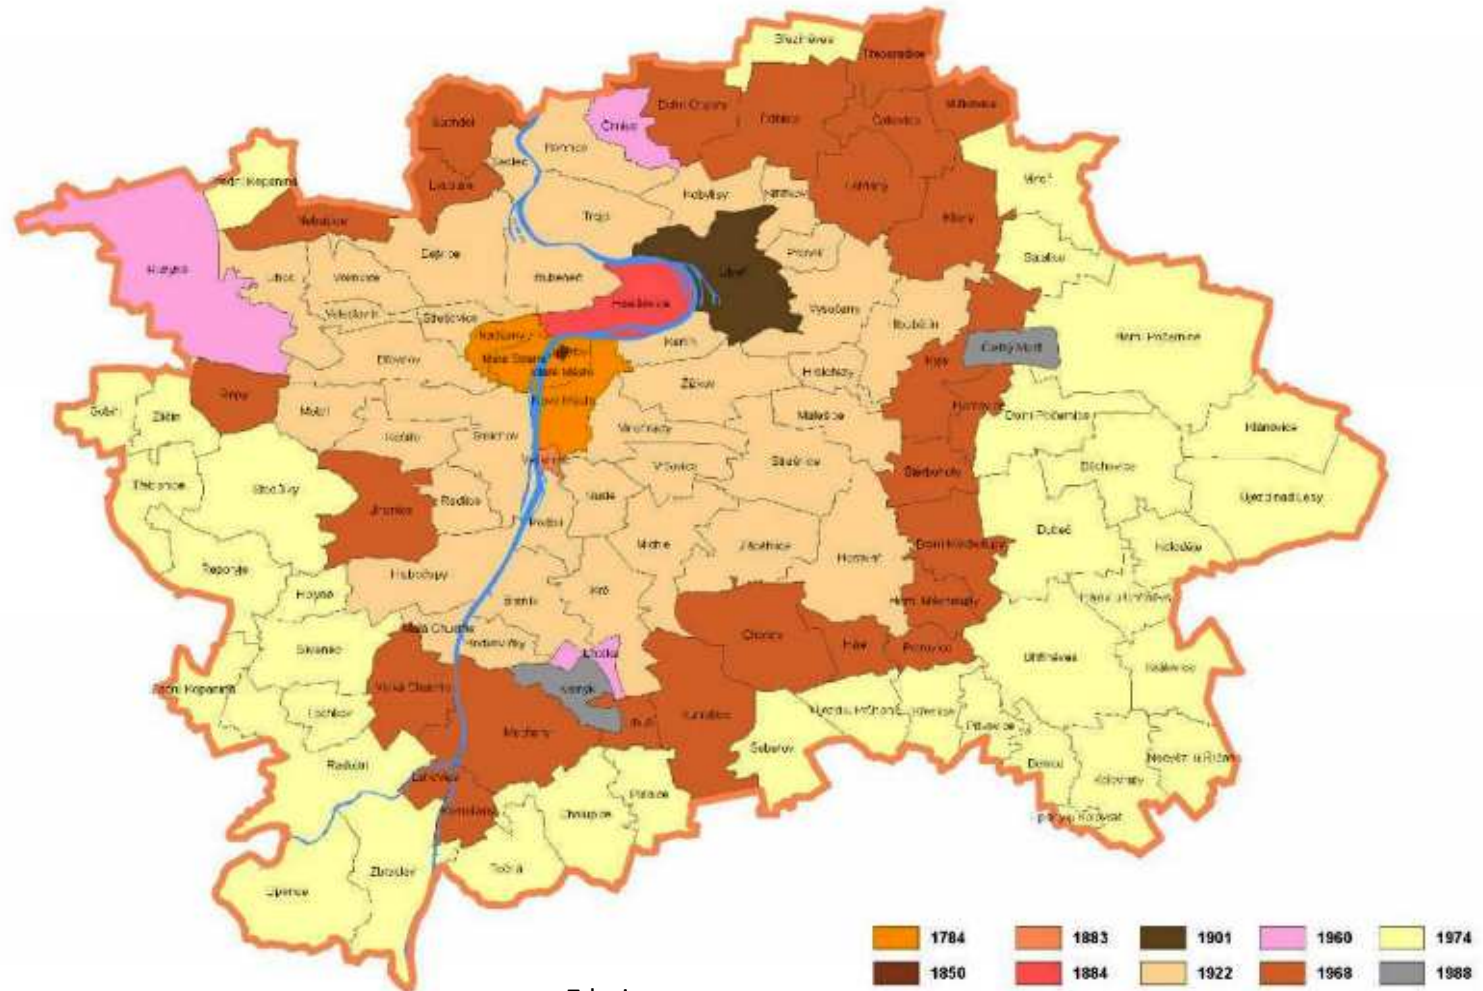 Březiněves
Třeboradice
Miškovice
Čakovice
Ďáblice
Dolní Chabry
Čimice
Bohnice
Suchdol
Sedlec
Lysolaje
Přední Kopanina
Nebušice
Ruzyně
Troja
Kobylisy
Střížkov
Letňany
Kbely
Vinoř
Satalice
Prosek
Libeň
Dejvice
Bubeneč
Liboc
Vokovice
Veleslavín
Střešovice
Holešovice
Vysočany
Hloubětín
Horní Počernice
Černý Most
Kyje
Hradčany
Malá Strana
Staré Město
Nové Město
Karlín
Žižkov
Hrdlořezy
Malešice
Hostavice
Dolní Počernice
Klánovice
Břevnov
Řepy
Sobín
Zličín
Motol
Košíře
Smíchov
Vinohrady
Vršovice
Strašnice
Štěrboholy
Běchovice
Újezd nad Lesy
Třebonice
Stodůlky
Jinonice
Radlice
Nusle
Podolí
Michle
Záběhlice
Hostivař
Dolní Měcholupy
Dubeč
Koloděje
Řeporyje
Hlubočepy
Braník
Krč
Horní Měcholupy
Hájek u Uhříněvsi
Malá Chuchle
Hodkovičky
Lhotka
Chodov
Háje
Petrovice
Uhříněves
Královice
Slivenec
Zadní Kopanina
Lochkov
Velká Chuchle
Kamýk
Modřany
Libuš
Kunratice
Šeberov
Újezd u Průhonic
Křeslice
Pitkovice
Benice
Kolovraty
Nedvězí u Říčan
Lipany u Kolovrat
Radotín
Lahovice
Komořany
Písnice
Cholupice
Točná
Zbraslav
Lipence
1784 1883 1901 1960 1974
1850 1884 1922 1968 1988